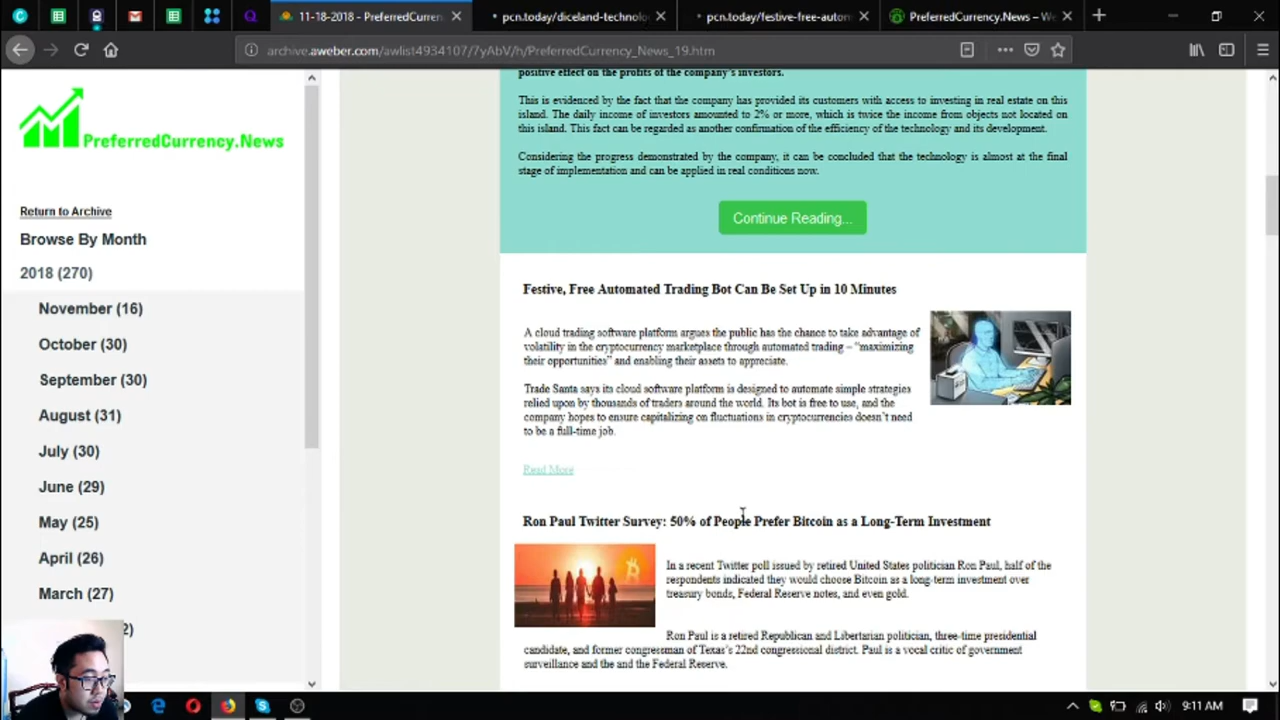 11-18-2018 - PreferredCurren
pcn.today/diceland-technolo
pcn.today/festive-free-autom
PreferredCurrency.News – We
archive.aweber.com/awlist4934107/7yAbV/h/PreferredCurrency_News_19.htm
PreferredCurrency.News
Return to Archive
Browse By Month
2018 (270)
November (16)
October (30)
September (30)
August (31)
July (30)
June (29)
May (25)
April (26)
March (27)
2)
positive effect on the profits of the company's investors.
This is evidenced by the fact that the company has provided its customers with access to investing in real estate on this
island. The daily income of investors amounted to 2% or more, which is twice the income from objects not located on
this island. This fact can be regarded as another confirmation of the efficiency of the technology and its development.
Considering the progress demonstrated by the company, it can be concluded that the technology is almost at the final
stage of implementation and can be applied in real conditions now.
Continue Reading...
Festive, Free Automated Trading Bot Can Be Set Up in 10 Minutes
A cloud trading software platform argues the public has the chance to take advantage of
volatility in the cryptocurrency marketplace through automated trading – "maximizing
their opportunities" and enabling their assets to appreciate.
Trade Santa says its cloud software platform is designed to automate simple strategies
relied upon by thousands of traders around the world. Its bot is free to use, and the
company hopes to ensure capitalizing on fluctuations in cryptocurrencies doesn't need
to be a full-time job.
Read More
Ron Paul Twitter Survey: 50% of People Prefer Bitcoin as a Long-Term Investment
In a recent Twitter poll issued by retired United States politician Ron Paul, half of the
respondents indicated they would choose Bitcoin as a long-term investment over
treasury bonds, Federal Reserve notes, and even gold.
Ron Paul is a retired Republican and Libertarian politician, three-time presidential
candidate, and former congressman of Texas's 22nd congressional district. Paul is a vocal critic of government
surveillance and the and the Federal Reserve.
9:11 AM